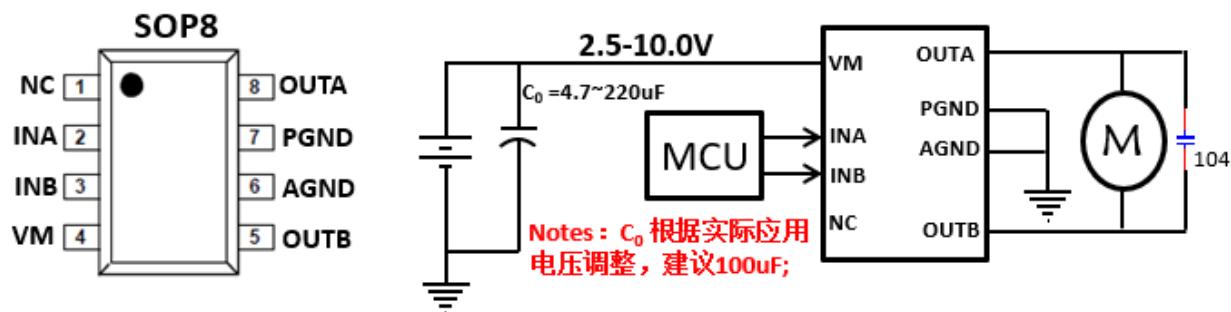 SOP8
NC 1
8 OUTA
INA 2
7 PGND
INB 3
6 AGND
VM 4
5 OUTB
2.5-10.0V
C₀ =4.7~220uF
MCU
VM
INA
INB
NC
OUTA
PGND
AGND
OUTB
M
104
Notes：C₀ 根据实际应用
电压调整，建议100uF;